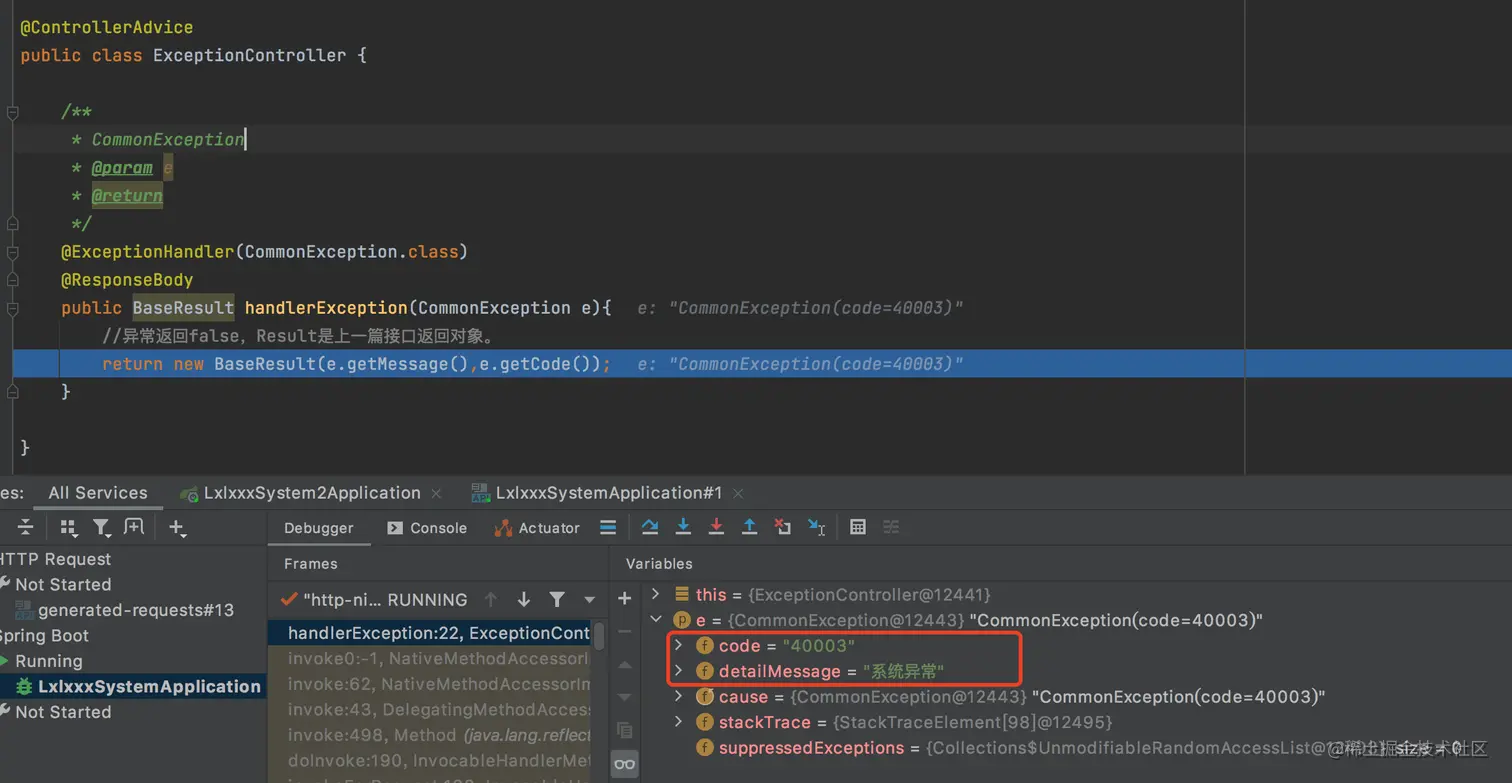 @ControllerAdvice
public class ExceptionController {
/**
* CommonException
* @param e
* @return
*/
@ExceptionHandler(CommonException.class)
@ResponseBody
public BaseResult handlerException(CommonException e){ e: "CommonException(code=40003)"
//异常返回false，Result是上一篇接口返回对象。
return new BaseResult(e.getMessage(),e.getCode()); e: "CommonException(code=40003)"
}
}
es: All Services LxlxxxSystem2Application × LxlxxxSystemApplication#1 ×
Debugger Console Actuator
HTTP Request Frames Variables
Not Started "http-ni... RUNNING this = {ExceptionController@12441}
generated-requests#13 e = {CommonException@12443} "CommonException(code=40003)"
Spring Boot handlerException:22, ExceptionCont code = "40003"
Running invoke0:-1, NativeMethodAccessorI detailMessage = "系统异常"
LxlxxxSystemApplication invoke:62, NativeMethodAccessorIm cause = {CommonException@12443} "CommonException(code=40003)"
Not Started invoke:43, DelegatingMethodAcces stackTrace = {StackTraceElement[98]@12495}
invoke:498, Method (java.lang.reflect suppressedExceptions = {Collections$UnmodifiableRandomAccessList@ size = 0
doInvoke:190, InvocableHandlerMet
@稀土掘金技术社区